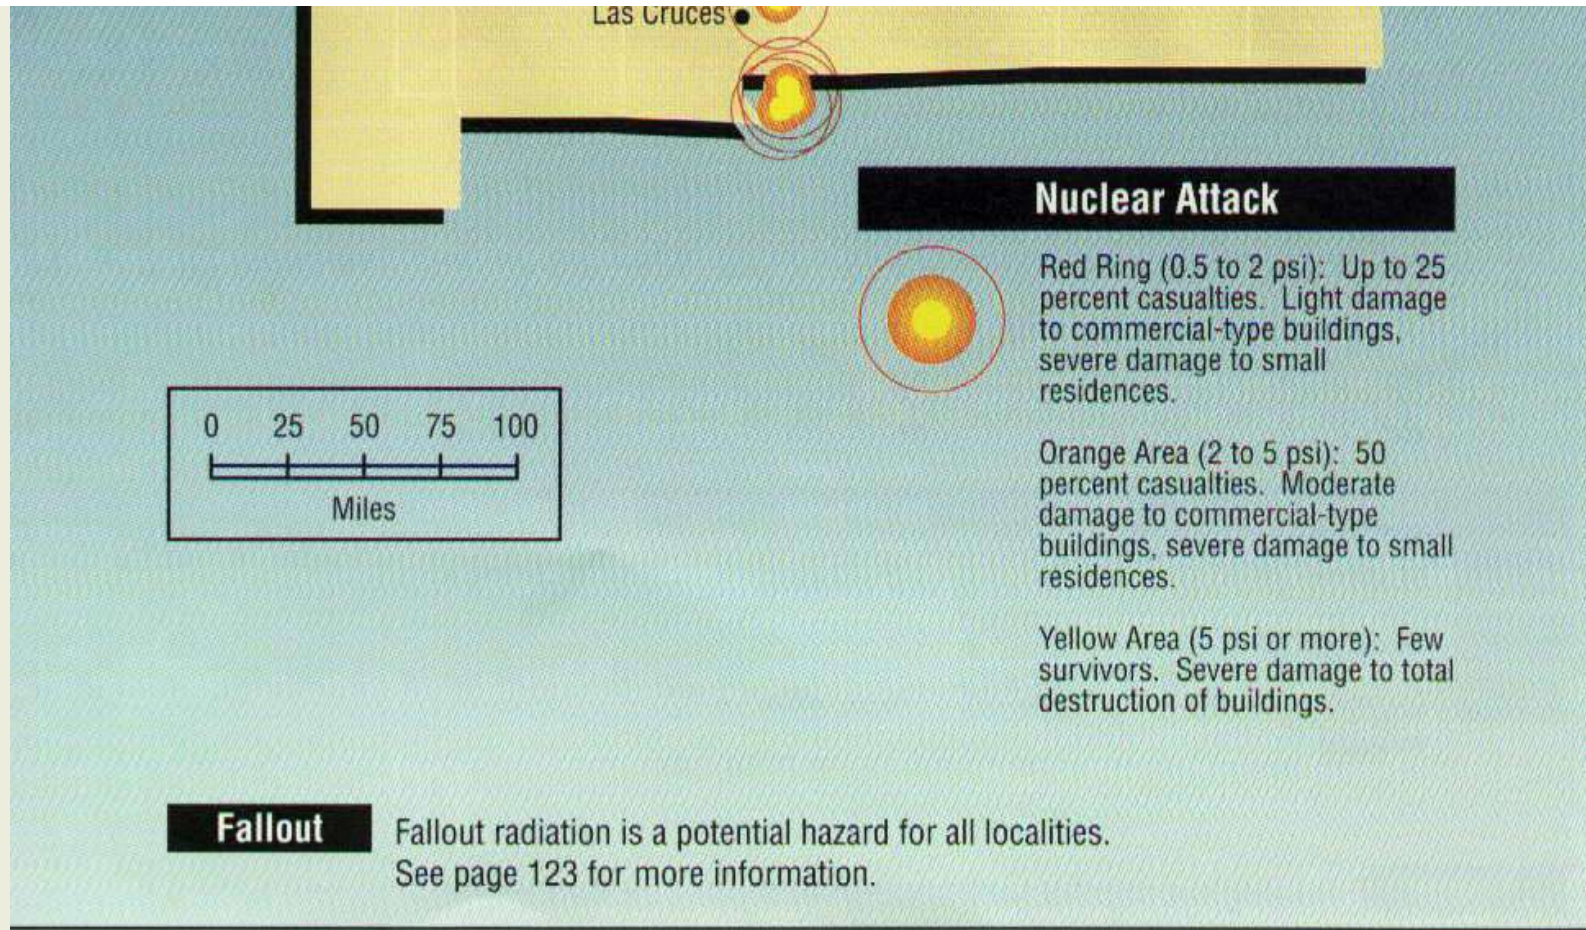 Las Cruces
Nuclear Attack
Red Ring (0.5 to 2 psi): Up to 25
percent casualties. Light damage
to commercial-type buildings,
severe damage to small
residences.
Orange Area (2 to 5 psi): 50
percent casualties. Moderate
damage to commercial-type
buildings, severe damage to small
residences.
Yellow Area (5 psi or more): Few
survivors. Severe damage to total
destruction of buildings.
0 25 50 75 100
Miles
Fallout
Fallout radiation is a potential hazard for all localities.
See page 123 for more information.